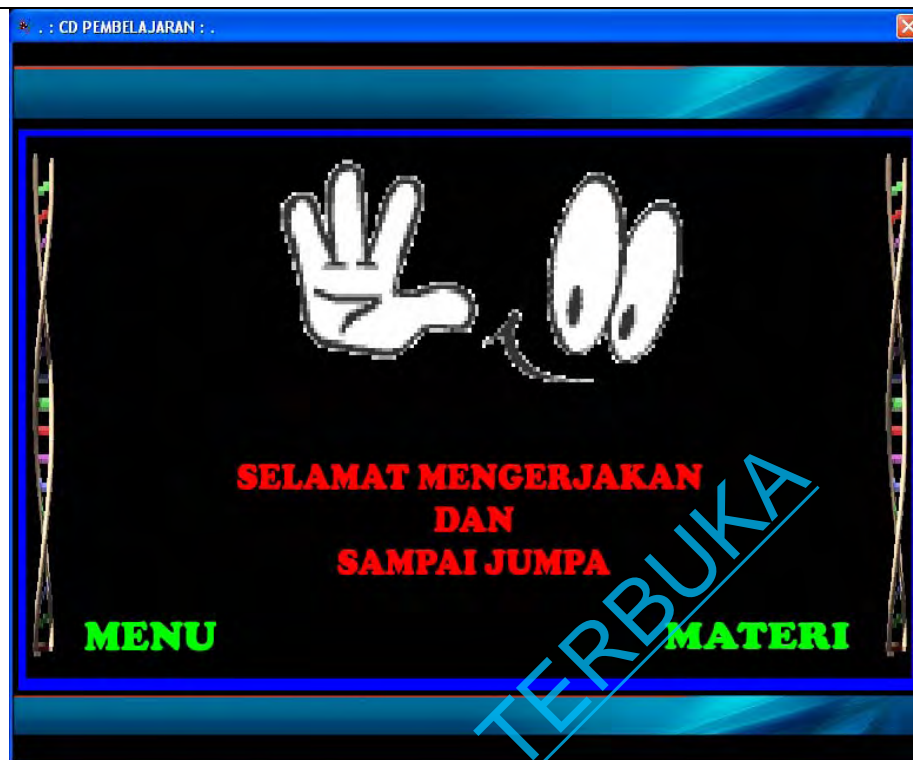 . : CD PEMBELAJARAN : .
SELAMAT MENGERJAKAN
DAN
SAMPAI JUMPA
MENU
MATERI
TERBUKA